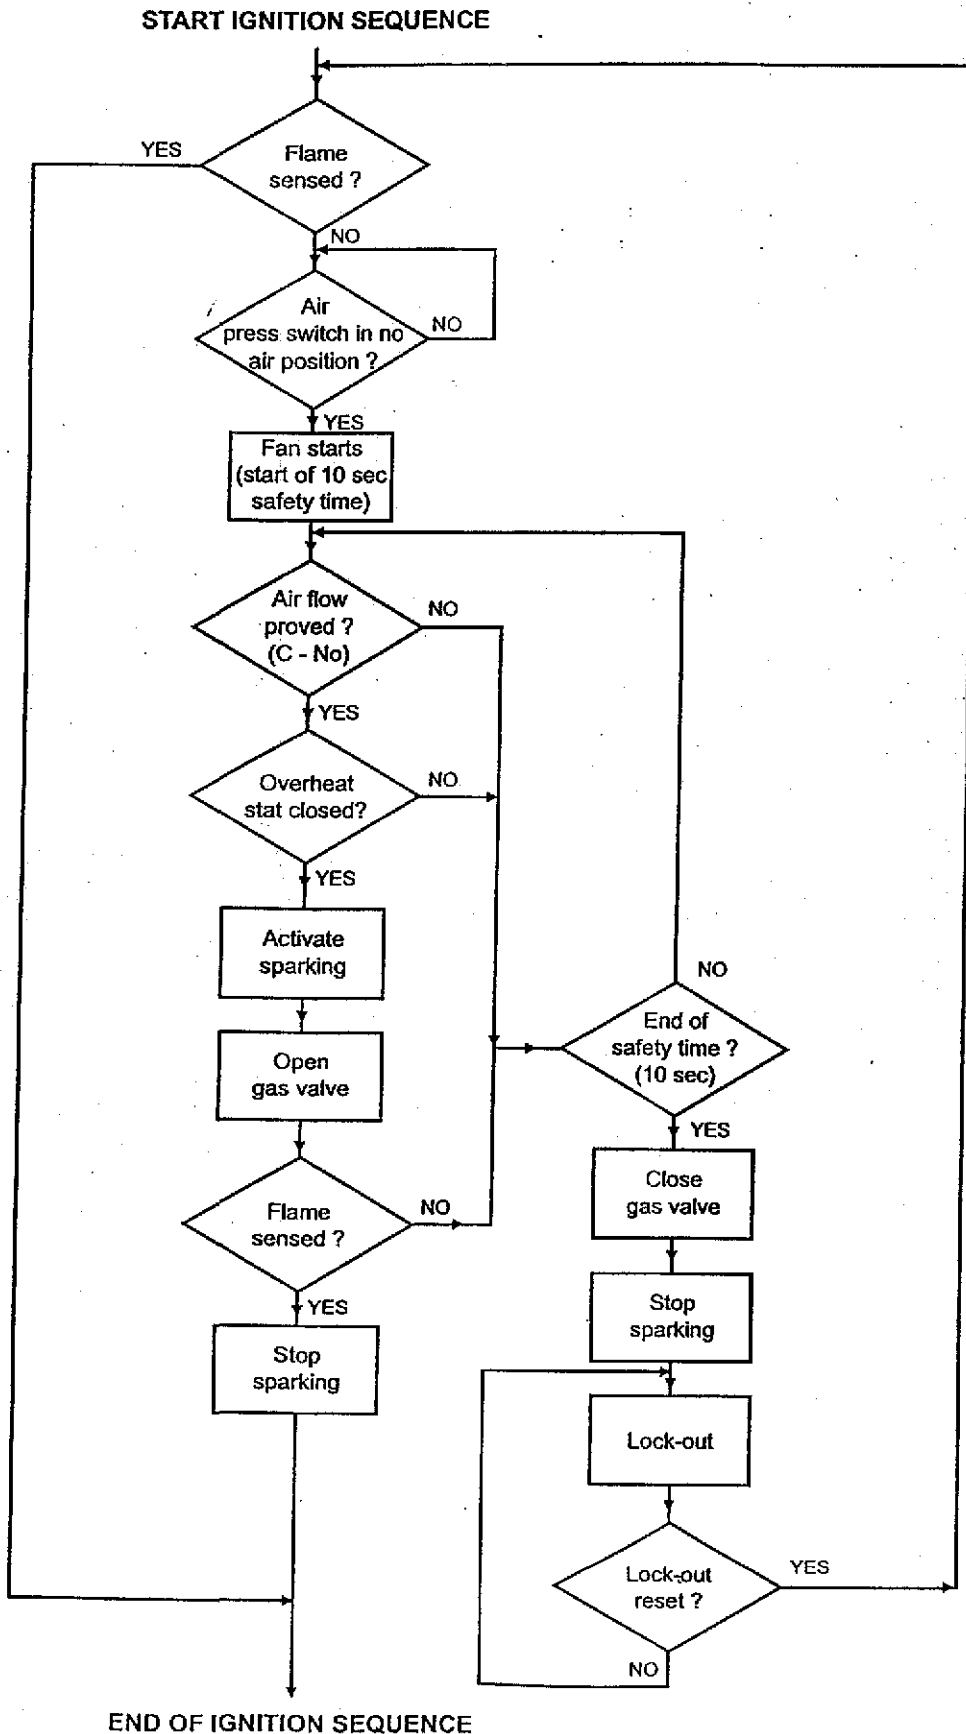 START IGNITION SEQUENCE
Flame
sensed ?
YES
NO
Air
press switch in no
air position ?
NO
YES
Fan starts
(start of 10 sec
safety time)
Air flow
proved ?
(C - No)
NO
YES
Overheat
stat closed?
NO
YES
Activate
sparking
Open
gas valve
Flame
sensed ?
NO
YES
Stop
sparking
NO
End of
safety time ?
(10 sec)
YES
Close
gas valve
Stop
sparking
Lock-out
Lock-out
reset ?
YES
NO
END OF IGNITION SEQUENCE